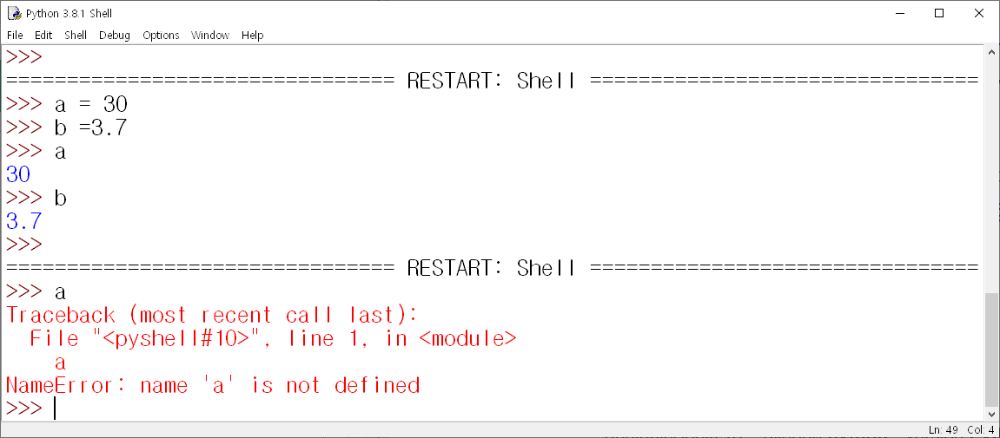 Python 3.8.1 Shell
File Edit Shell Debug Options Window Help
>>>
================================ RESTART: Shell ================================
>>> a = 30
>>> b =3.7
>>> a
30
>>> b
3.7
>>>
================================ RESTART: Shell ================================
>>> a
Traceback (most recent call last):
  File "<pyshell#10>", line 1, in <module>
    a
NameError: name 'a' is not defined
>>>
Ln: 49 Col: 4